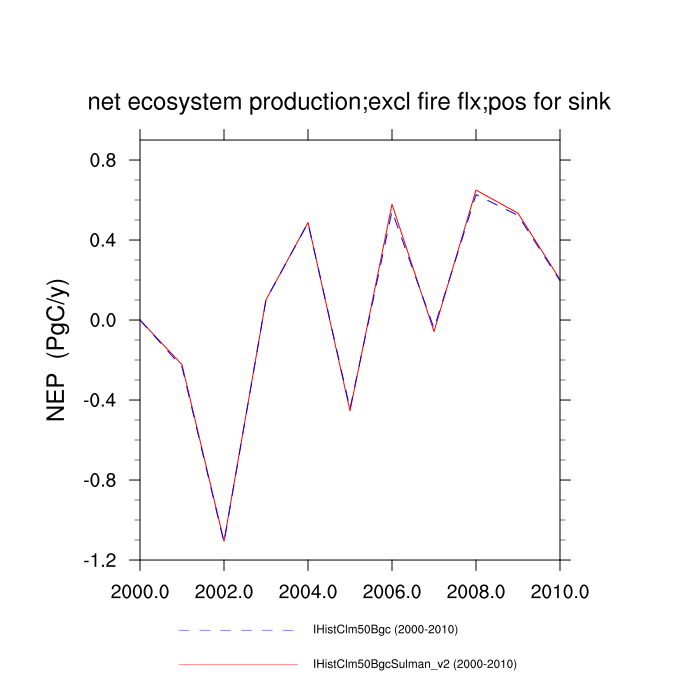 net ecosystem production;excl fire flx;pos for sink
NEP (PgC/y)
0.8
0.4
0.0
-0.4
-0.8
-1.2
2000.0 2002.0 2004.0 2006.0 2008.0 2010.0
IHistClm50Bgc (2000-2010)
IHistClm50BgcSulman_v2 (2000-2010)